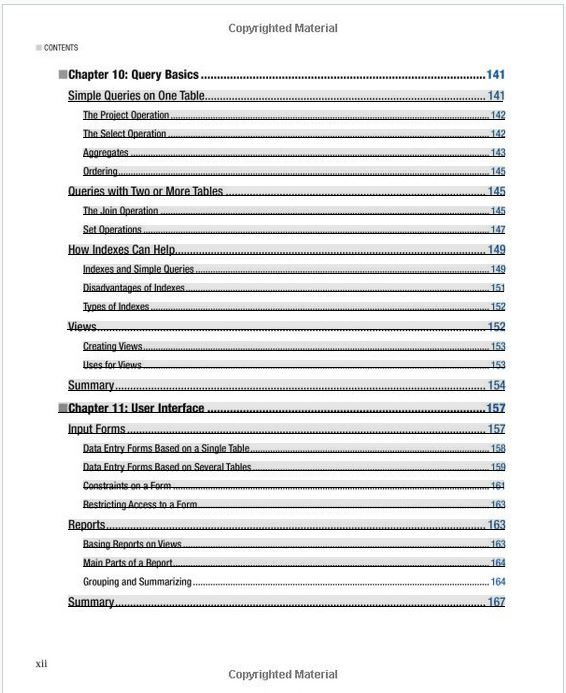 Copyrighted Material
CONTENTS
Chapter 10: Query Basics ... 141
Simple Queries on One Table ... 141
The Project Operation ... 142
The Select Operation ... 142
Aggregates ... 143
Ordering ... 145
Queries with Two or More Tables ... 145
The Join Operation ... 145
Set Operations ... 147
How Indexes Can Help ... 149
Indexes and Simple Queries ... 149
Disadvantages of Indexes ... 151
Types of Indexes ... 152
Views ... 152
Creating Views ... 153
Uses for Views ... 153
Summary ... 154
Chapter 11: User Interface ... 157
Input Forms ... 157
Data Entry Forms Based on a Single Table ... 158
Data Entry Forms Based on Several Tables ... 159
Constraints on a Form ... 161
Restricting Access to a Form ... 163
Reports ... 163
Basing Reports on Views ... 163
Main Parts of a Report ... 164
Grouping and Summarizing ... 164
Summary ... 167
xii
Copyrighted Material